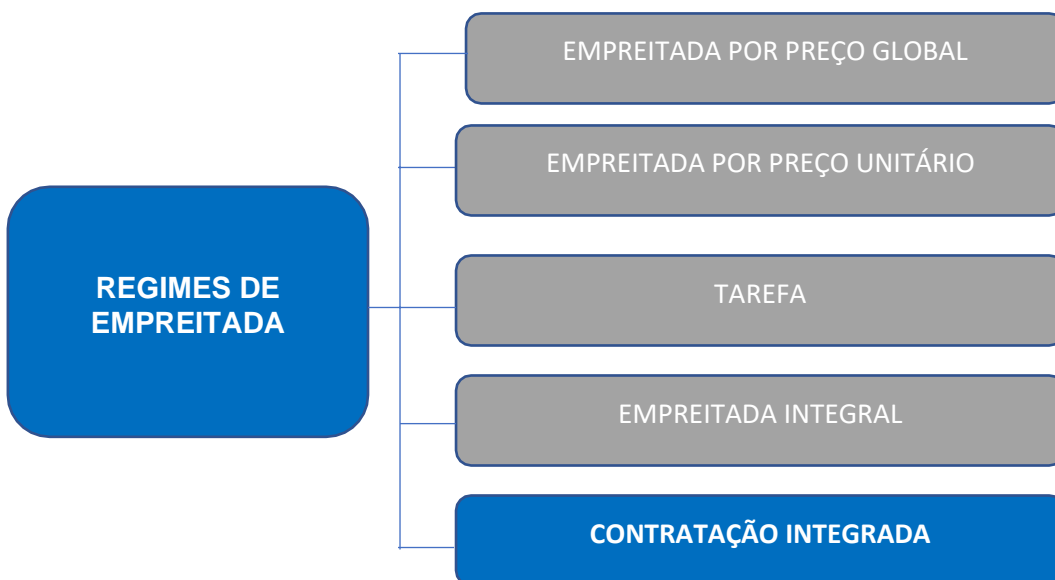 REGIMES DE
EMPREITADA
EMPREITADA POR PREÇO GLOBAL
EMPREITADA POR PREÇO UNITÁRIO
TAREFA
EMPREITADA INTEGRAL
CONTRATAÇÃO INTEGRADA